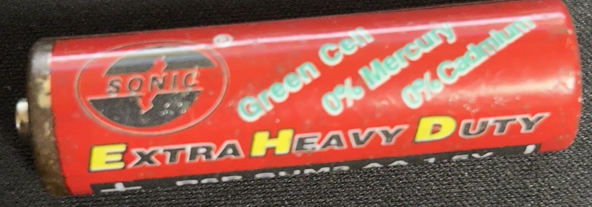 SONIC
®
Green Cell
0% Mercury
0% Cadmium
EXTRA HEAVY DUTY